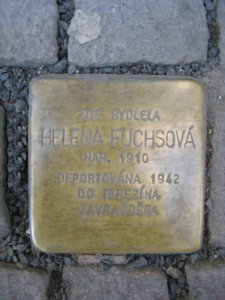 ZDE BYDLELA
HELENA FUCHSOVÁ
NAR. 1910
DEPORTOVÁNA 1942
DO TEREZÍNA
ZAVRAŽDĚNA